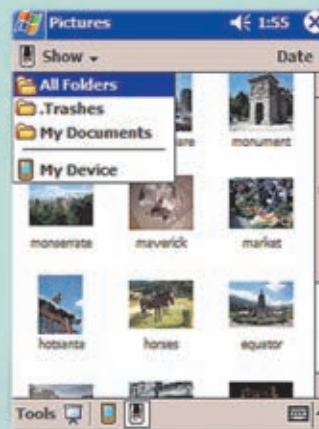 Pictures 1:55
Show Date
All Folders
.Trashes
My Documents
My Device
monument
monserrate maverick market
hotsanta horses equator
Tools